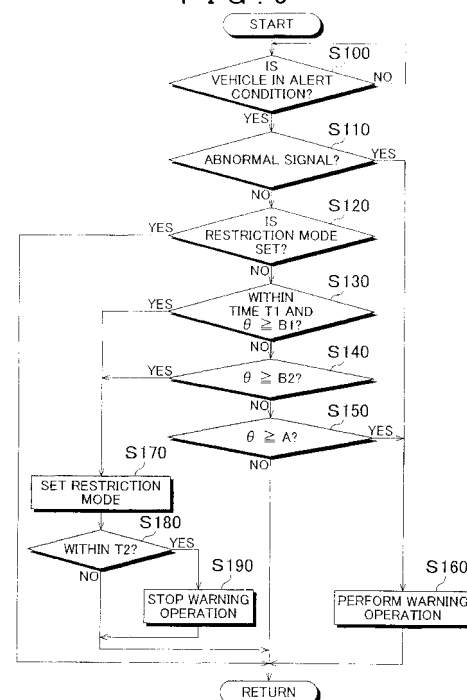 START
S100
IS
VEHICLE IN ALERT
CONDITION?
NO
YES
S110
ABNORMAL SIGNAL?
YES
NO
S120
IS
RESTRICTION MODE
SET?
YES
NO
S130
WITHIN
TIME T1 AND
θ ≧ B1?
YES
NO
S140
θ ≧ B2?
YES
NO
S150
θ ≧ A?
YES
NO
S170
SET RESTRICTION
MODE
S180
WITHIN T2?
YES
NO
S190
STOP WARNING
OPERATION
S160
PERFORM WARNING
OPERATION
RETURN